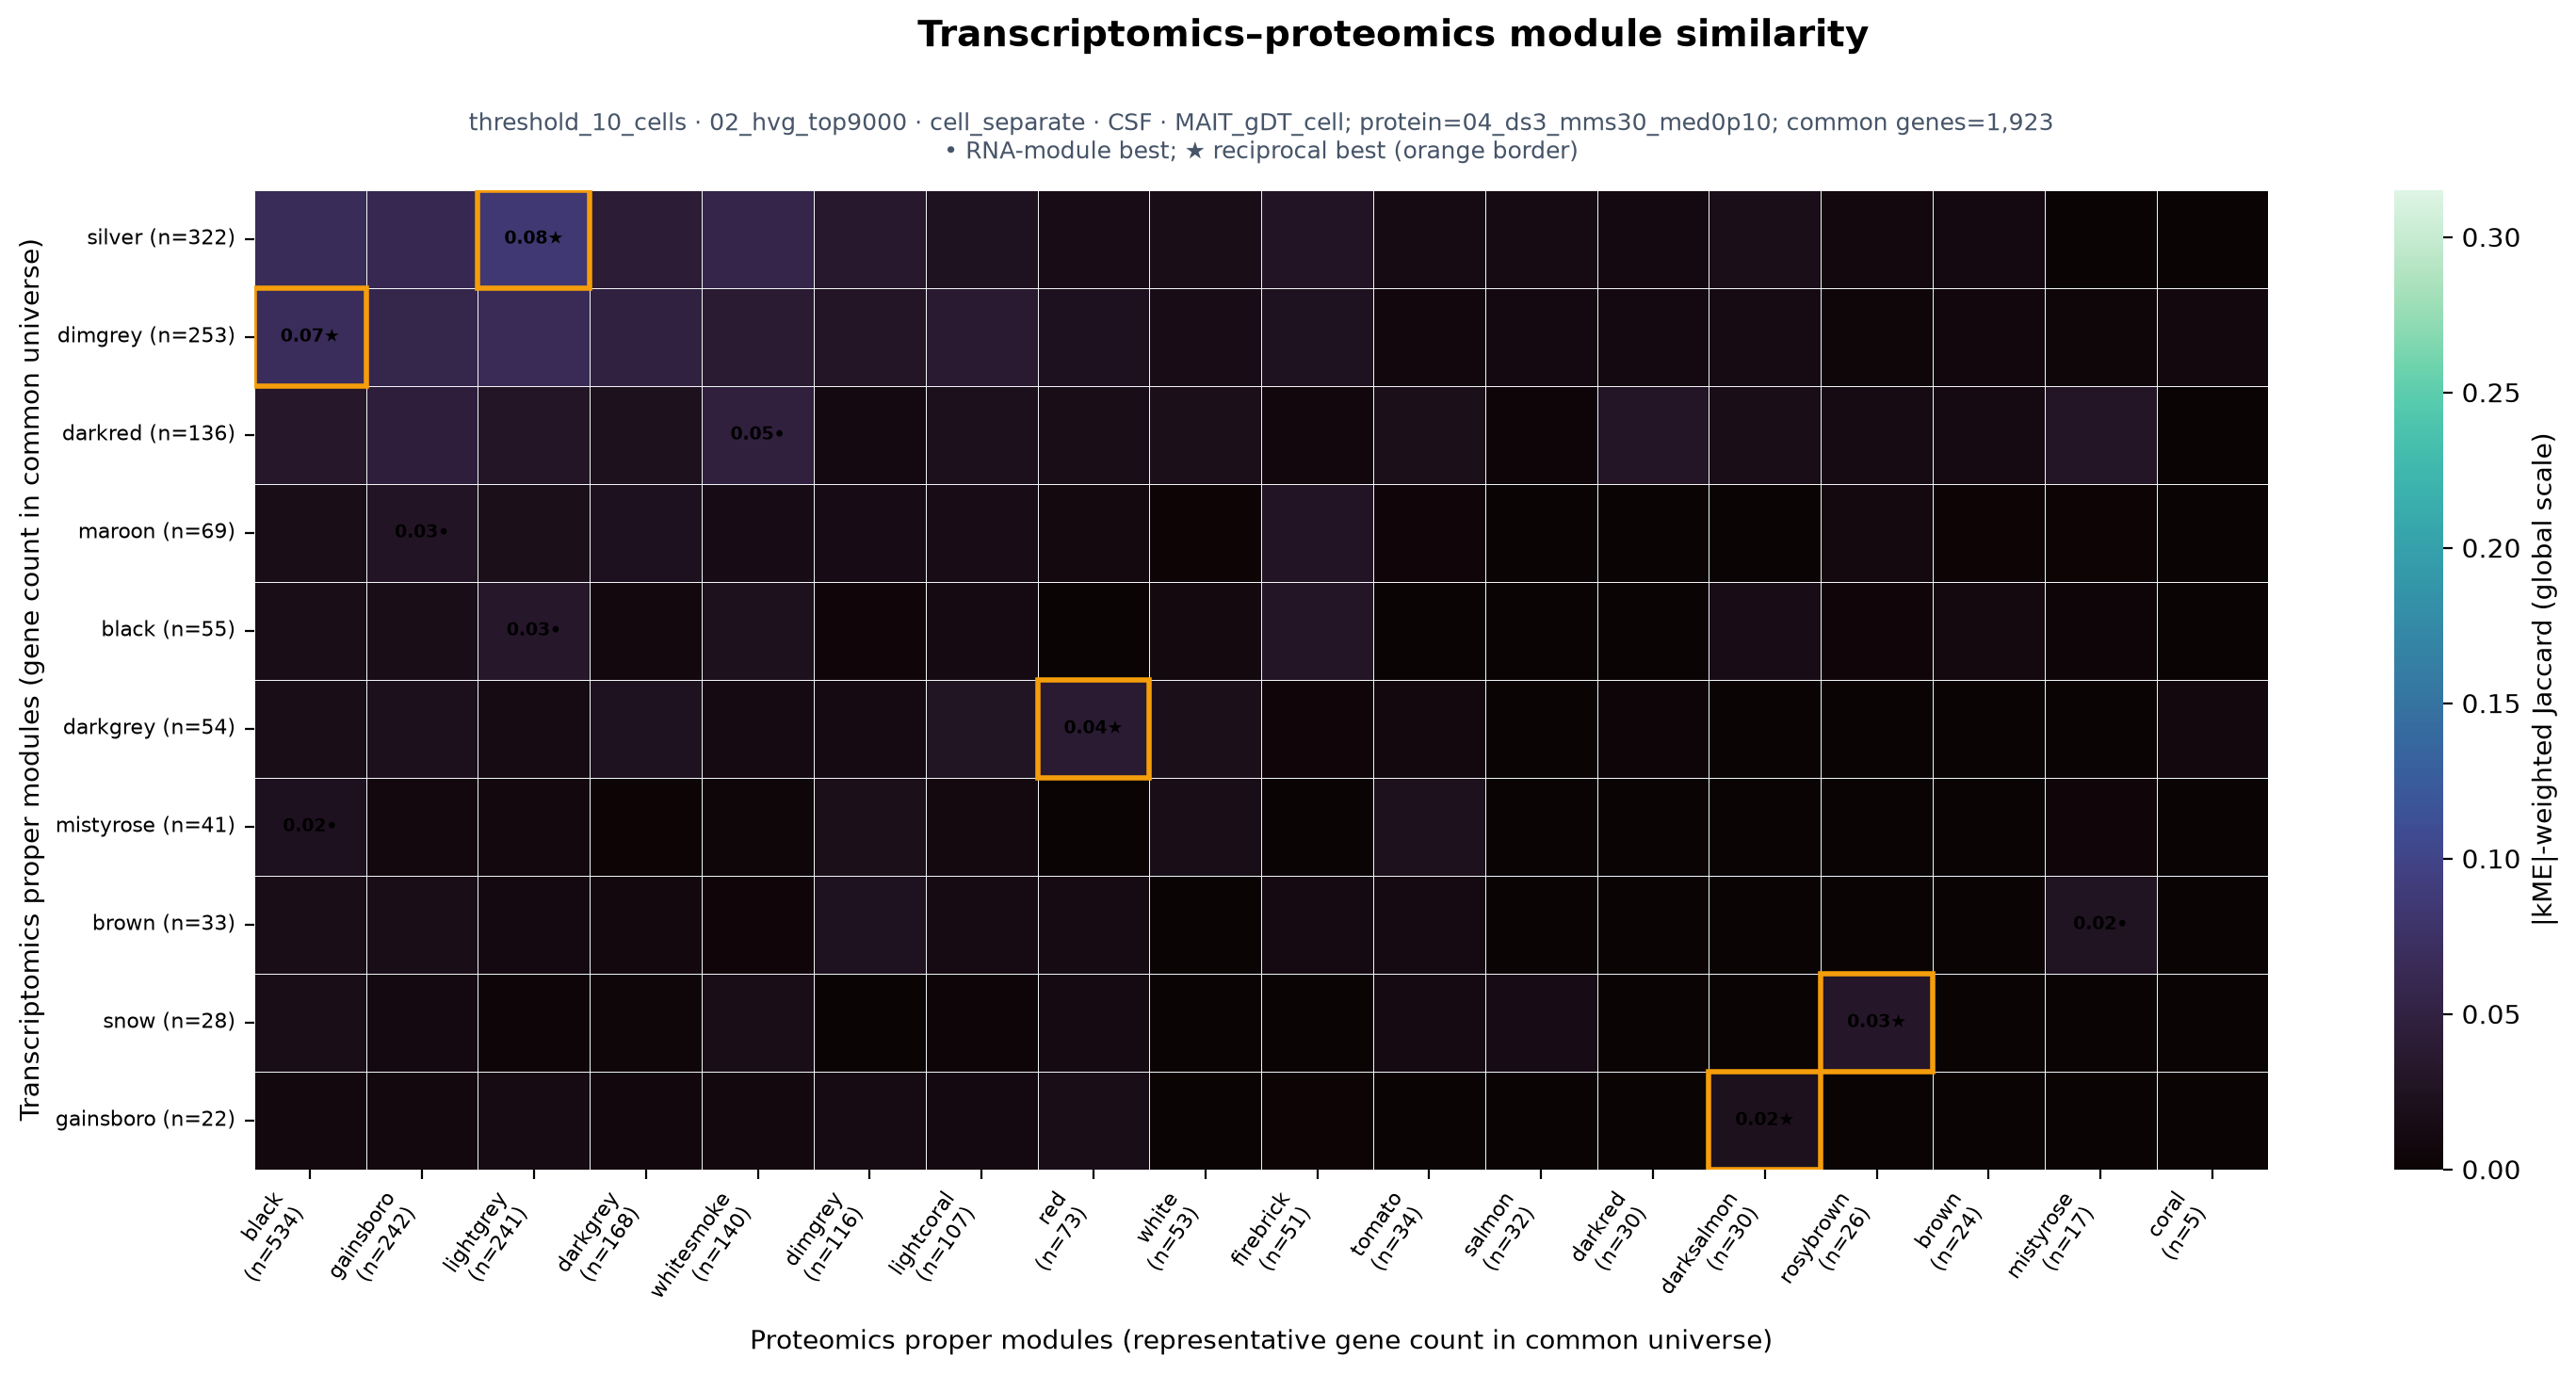 Transcriptomics–proteomics module similarity
threshold_10_cells · 02_hvg_top9000 · cell_separate · CSF · MAIT_gDT_cell; protein=04_ds3_mms30_med0p10; common genes=1,923
• RNA-module best; ★ reciprocal best (orange border)
Transcriptomics proper modules (gene count in common universe)
silver (n=322)
dimgrey (n=253)
darkred (n=136)
maroon (n=69)
black (n=55)
darkgrey (n=54)
mistyrose (n=41)
brown (n=33)
snow (n=28)
gainsboro (n=22)
0.08★
0.07★
0.05•
0.03•
0.03•
0.04★
0.02•
0.02•
0.03★
0.02★
black
(n=534)
gainsboro
(n=242)
lightgrey
(n=241)
darkgrey
(n=168)
whitesmoke
(n=140)
dimgrey
(n=116)
lightcoral
(n=107)
red
(n=73)
white
(n=53)
firebrick
(n=51)
tomato
(n=34)
salmon
(n=32)
darkred
(n=30)
darksalmon
(n=30)
rosybrown
(n=26)
brown
(n=24)
mistyrose
(n=17)
coral
(n=5)
Proteomics proper modules (representative gene count in common universe)
0.30
0.25
0.20
0.15
0.10
0.05
0.00
|kME|-weighted Jaccard (global scale)